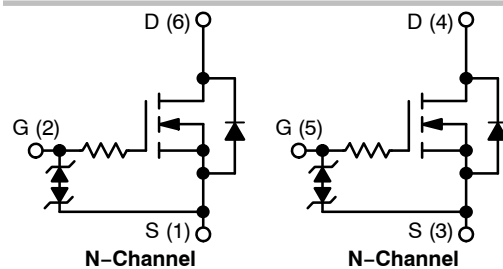 D (6)
D (4)
G (2)
G (5)
S (1)
S (3)
N−Channel
N−Channel